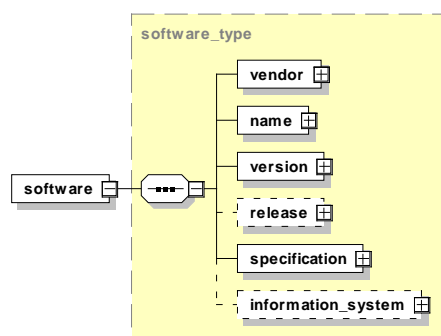 software_type
vendor
name
version
software
release
specification
information_system